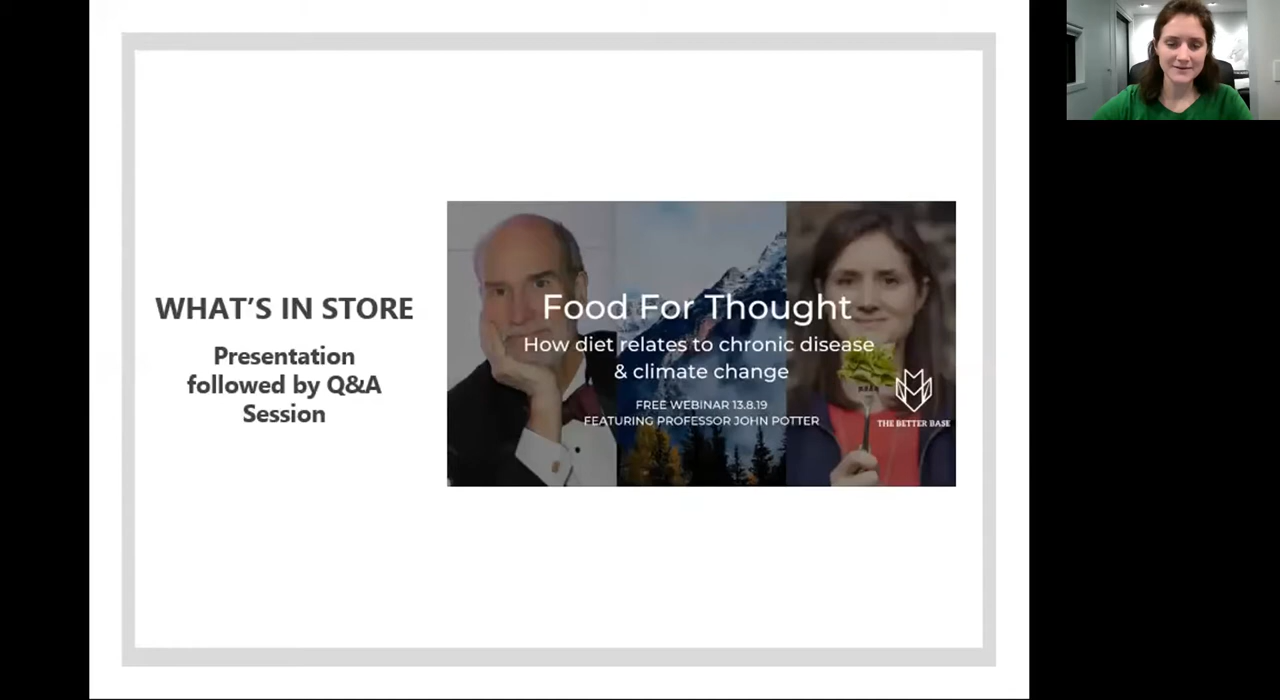 WHAT'S IN STORE
Presentation
followed by Q&A
Session
Food For Thought
How diet relates to chronic disease
& climate change
FREE WEBINAR 13.8.19
FEATURING PROFESSOR JOHN POTTER
THE BETTER BASE